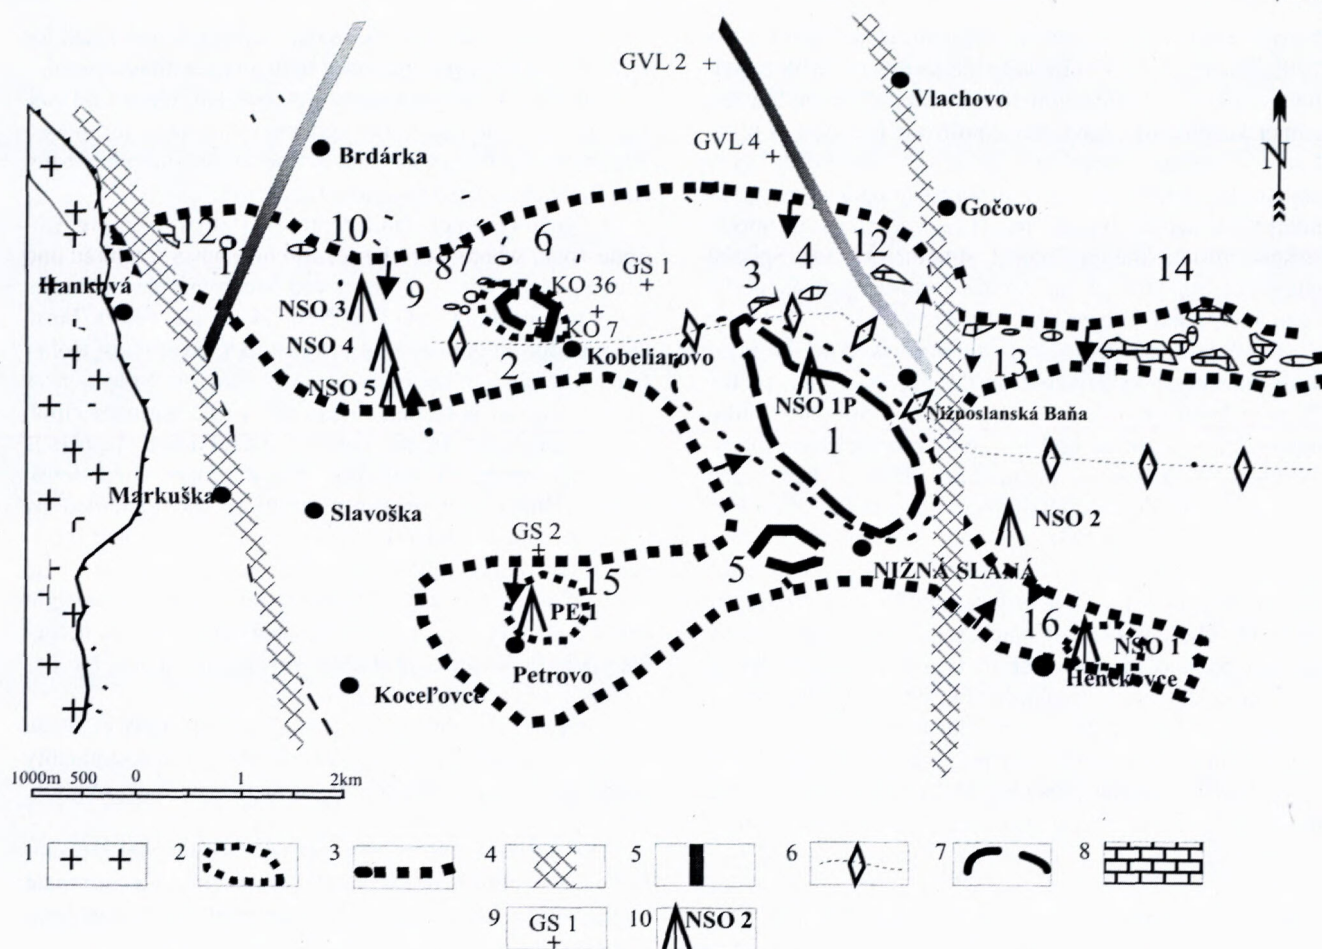 GVL 2
Vlachovo
GVL 4
Brdárka
N
Gočovo
12
10
6
4
12
8
7
9
GS 1
3
14
Hanková
11
NSO 3
KO 36
KO 7
NSO 4
2
Kobeliarovo
13
NSO 5
NSO 1P
Nižnoslanská Baňa
1
Markuška
Slavoška
NSO 2
GS 2
5
NIŽNÁ SLANÁ
15
PE 1
16
NSO 1
Petrovo
Henckovce
Koceľovce
1000m 500 0 1 2km
1 2 3 4 5 6 7 8
9 GS 1 10 NSO 2